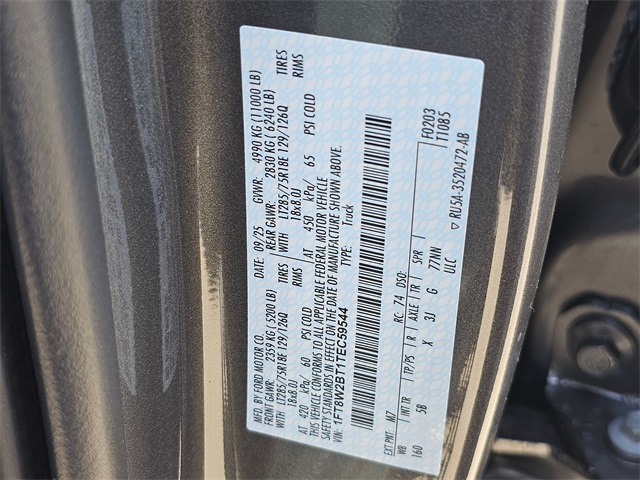 MFD. BY FORD MOTOR CO.
DATE: 09/25 GVWR: 4990 KG (11000 LB)
FRONT GAWR: 2359 KG (5200 LB) REAR GAWR: 2830 KG ( 6240 LB)
WITH LT285/75R18E 129/126Q TIRES WITH LT285/75R18E 129/126Q TIRES
18x8.0J RIMS 18x8.0J RIMS
AT 420 kPa/ 60 PSI COLD AT 450 kPa/ 65 PSI COLD
THIS VEHICLE CONFORMS TO ALL APPLICABLE FEDERAL MOTOR VEHICLE
SAFETY STANDARDS IN EFFECT ON THE DATE OF MANUFACTURE SHOWN ABOVE.
VIN: 1FT8W2BT1TEC59544 TYPE: Truck
F0203
T1085
EXT PNT: M7 RC: 74 DSO:
WB INT TR TP/PS R AXLE TR SPR
160 5B X 3J G 77NN
ULC
▽ RU5A-3520472-AB